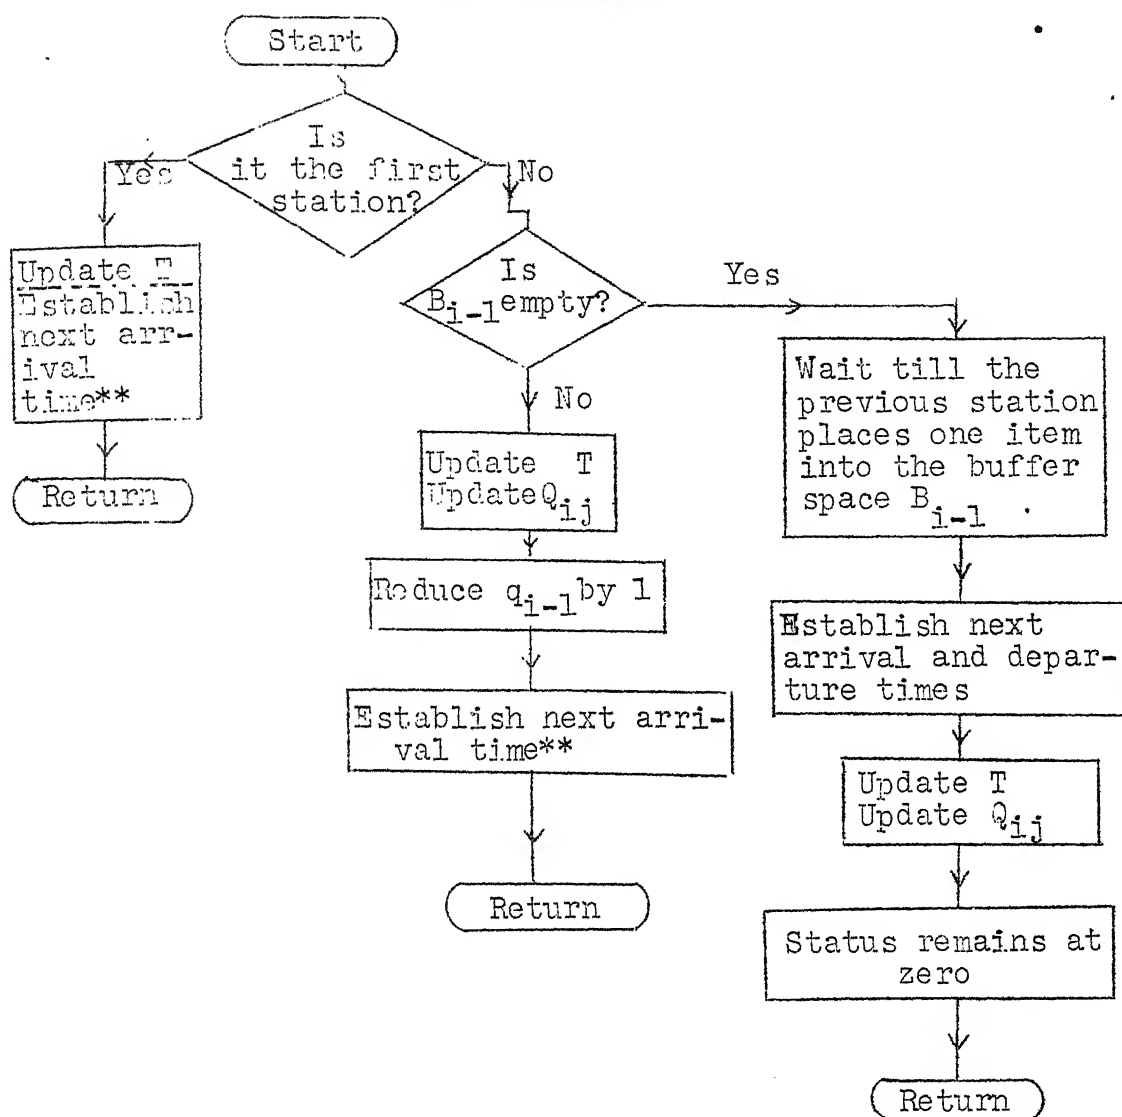 Start
Is
it the first
station?
Yes
No
Update T
Establish
next arr-
ival
time**
Return
Is
B_{i-1} empty?
Yes
No
Update T
Update Q_{ij}
Reduce q_{i-1} by 1
Establish next arri-
val time**
Return
Wait till the
previous station
places one item
into the buffer
space B_{i-1} .
Establish next
arrival and depar-
ture times
Update T
Update Q_{ij}
Status remains at
zero
Return